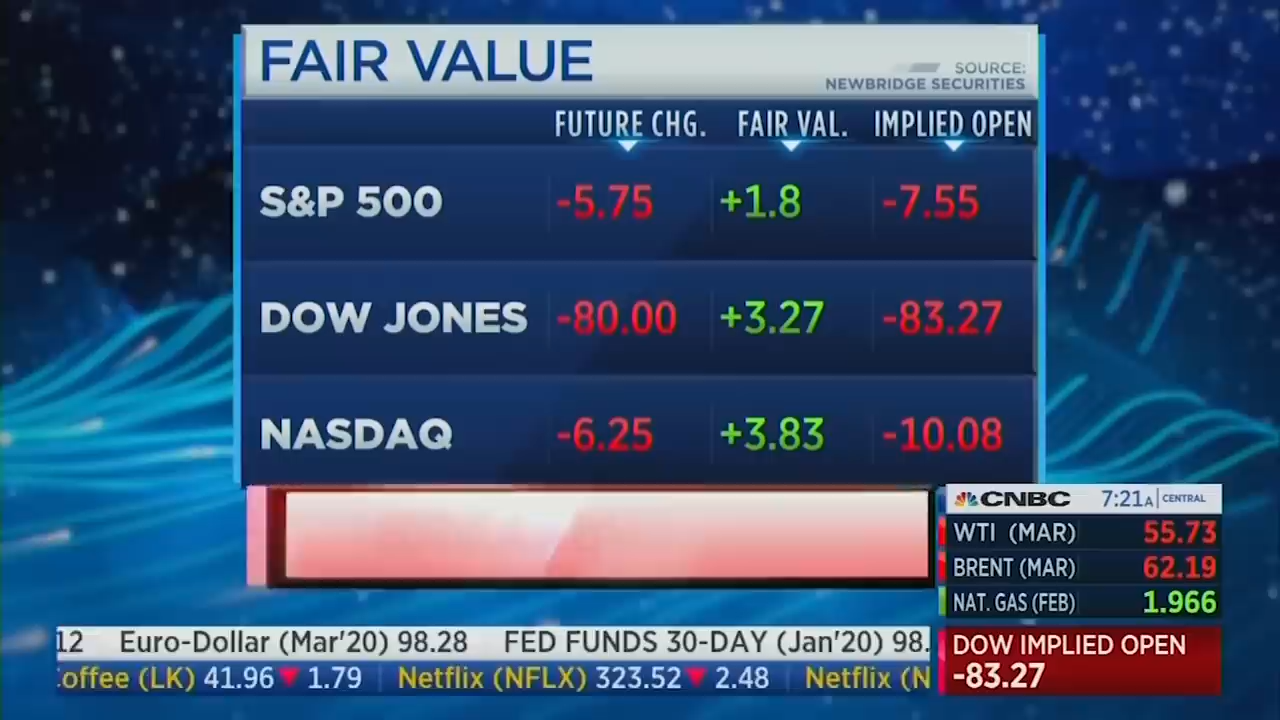 FAIR VALUE
SOURCE:
NEWBRIDGE SECURITIES
FUTURE CHG. FAIR VAL. IMPLIED OPEN
S&P 500 -5.75 +1.8 -7.55
DOW JONES -80.00 +3.27 -83.27
NASDAQ -6.25 +3.83 -10.08
CNBC 7:21A CENTRAL
WTI (MAR) 55.73
BRENT (MAR) 62.19
NAT. GAS (FEB) 1.966
DOW IMPLIED OPEN
-83.27
12 Euro-Dollar (Mar'20) 98.28 FED FUNDS 30-DAY (Jan'20) 98.
offee (LK) 41.96▼1.79 Netflix (NFLX) 323.52▼2.48 Netflix (N